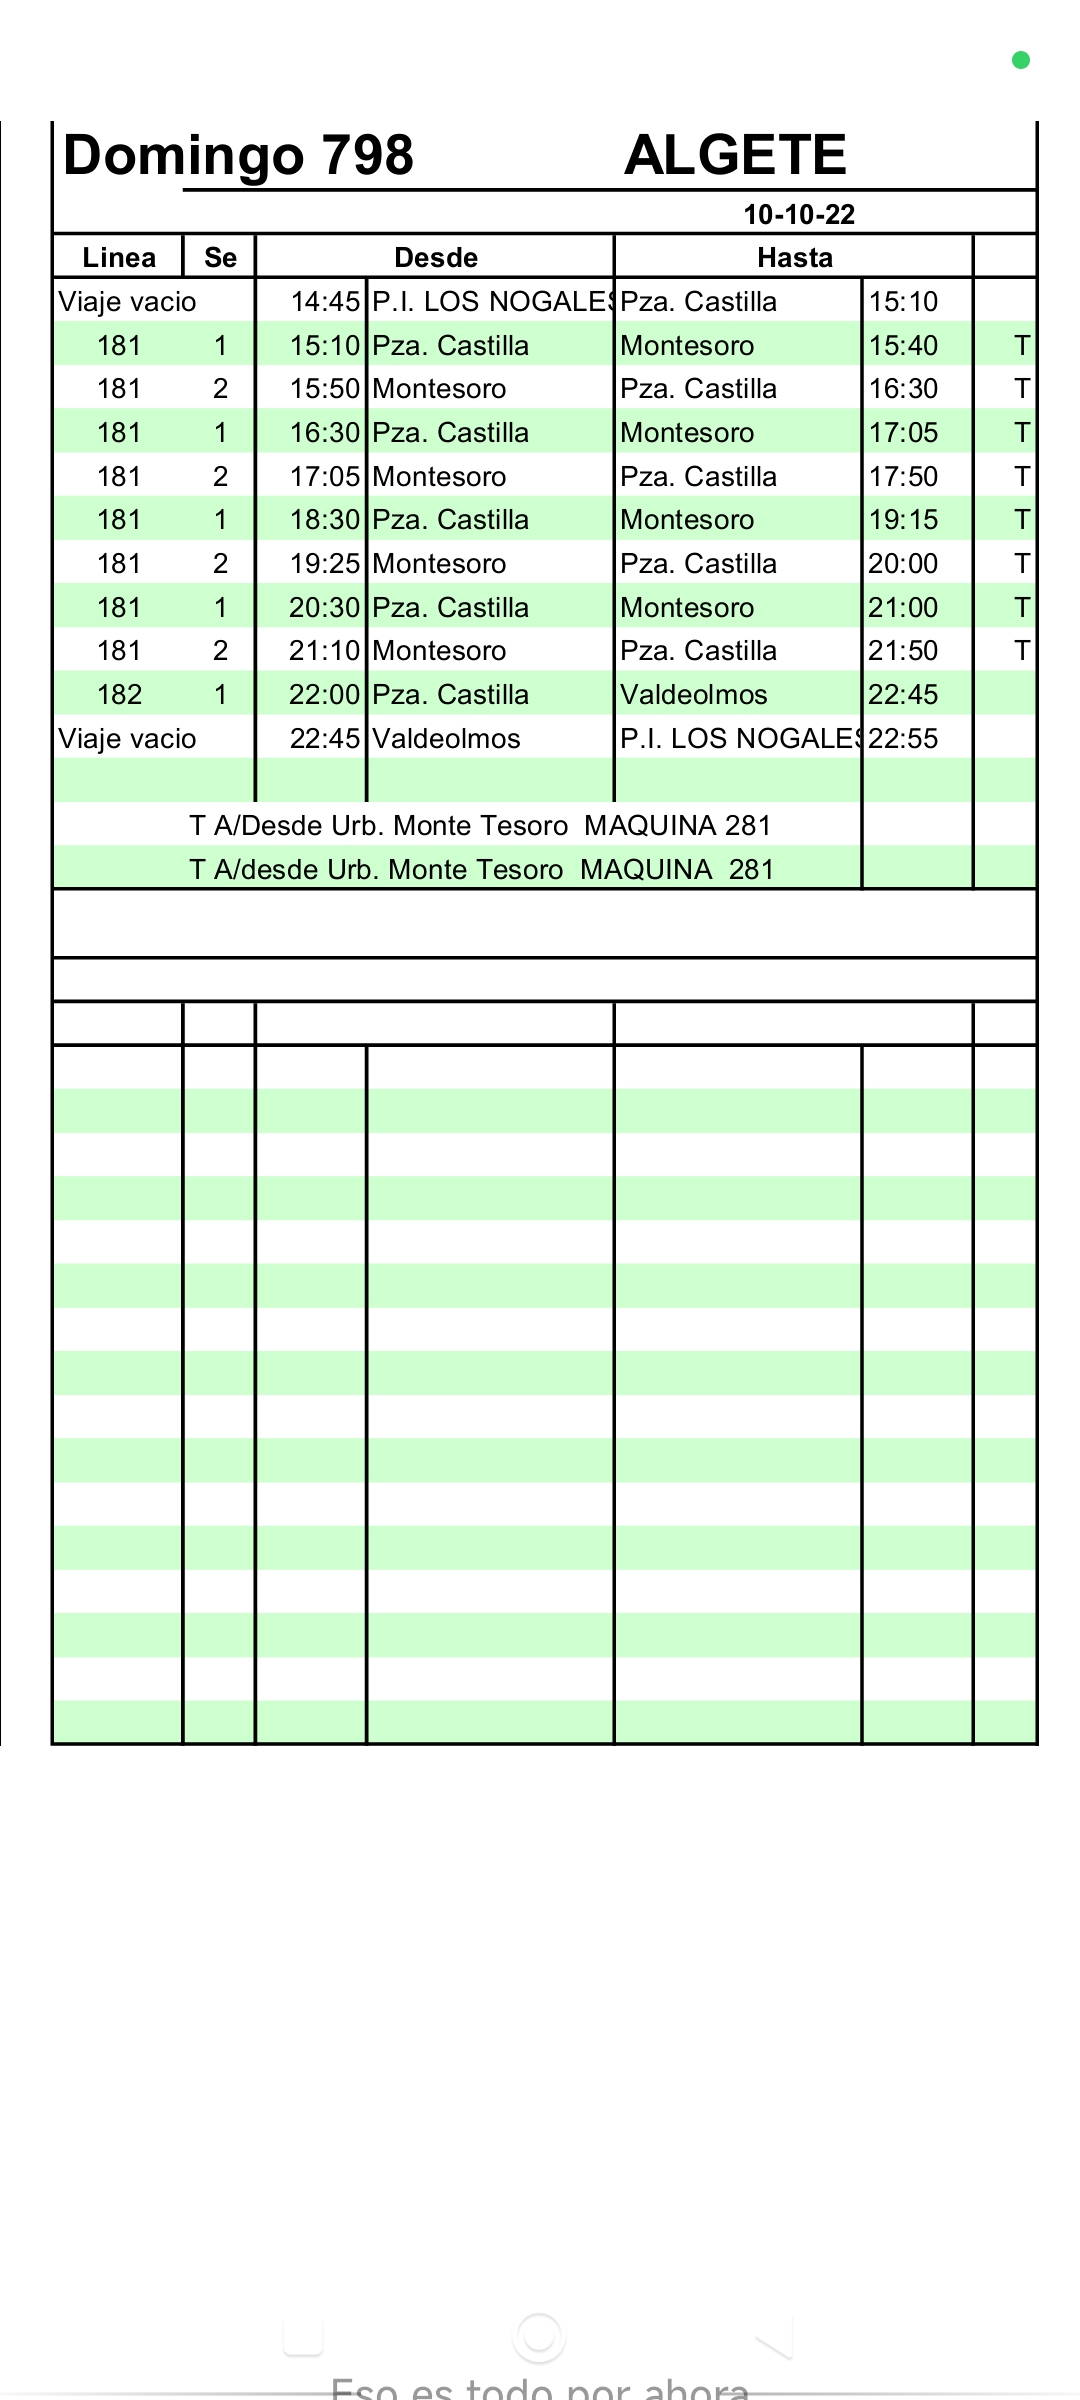 Domingo 798 ALGETE
10-10-22
Linea Se Desde Hasta
Viaje vacio 14:45 P.I. LOS NOGALES Pza. Castilla 15:10
181 1 15:10 Pza. Castilla Montesoro 15:40 T
181 2 15:50 Montesoro Pza. Castilla 16:30 T
181 1 16:30 Pza. Castilla Montesoro 17:05 T
181 2 17:05 Montesoro Pza. Castilla 17:50 T
181 1 18:30 Pza. Castilla Montesoro 19:15 T
181 2 19:25 Montesoro Pza. Castilla 20:00 T
181 1 20:30 Pza. Castilla Montesoro 21:00 T
181 2 21:10 Montesoro Pza. Castilla 21:50 T
182 1 22:00 Pza. Castilla Valdeolmos 22:45
Viaje vacio 22:45 Valdeolmos P.I. LOS NOGALES 22:55
T A/Desde Urb. Monte Tesoro MAQUINA 281
T A/desde Urb. Monte Tesoro MAQUINA 281
Eso es todo por ahora